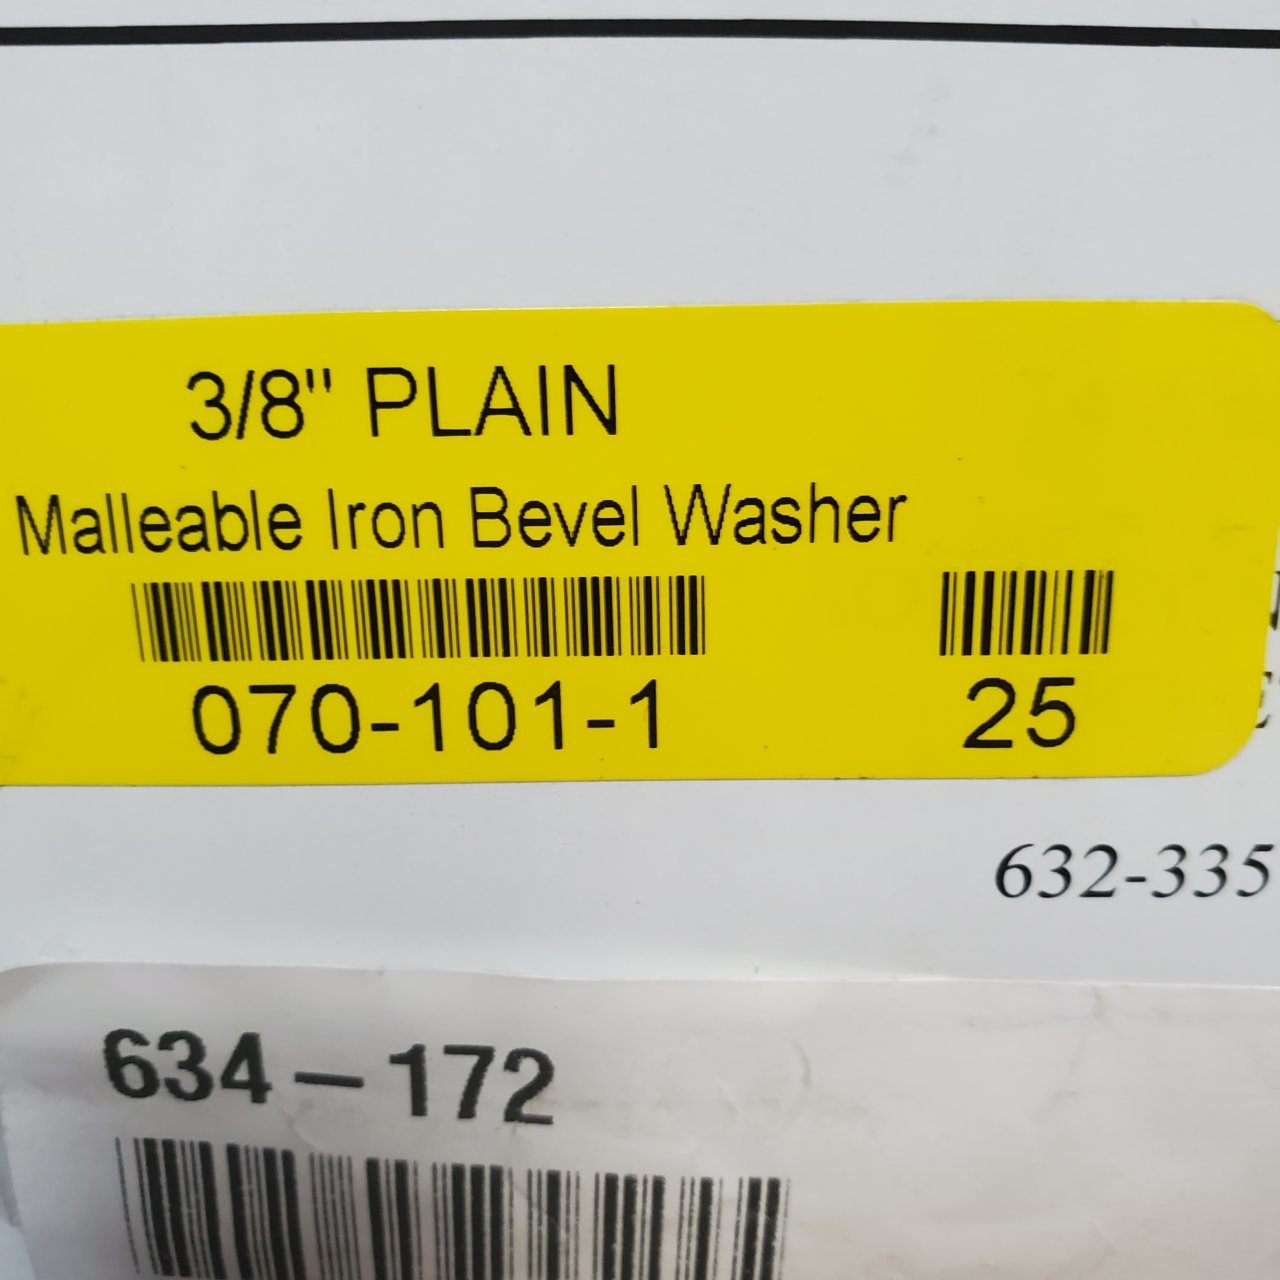 3/8" PLAIN
Malleable Iron Bevel Washer
070-101-1
25
632-335
634-172